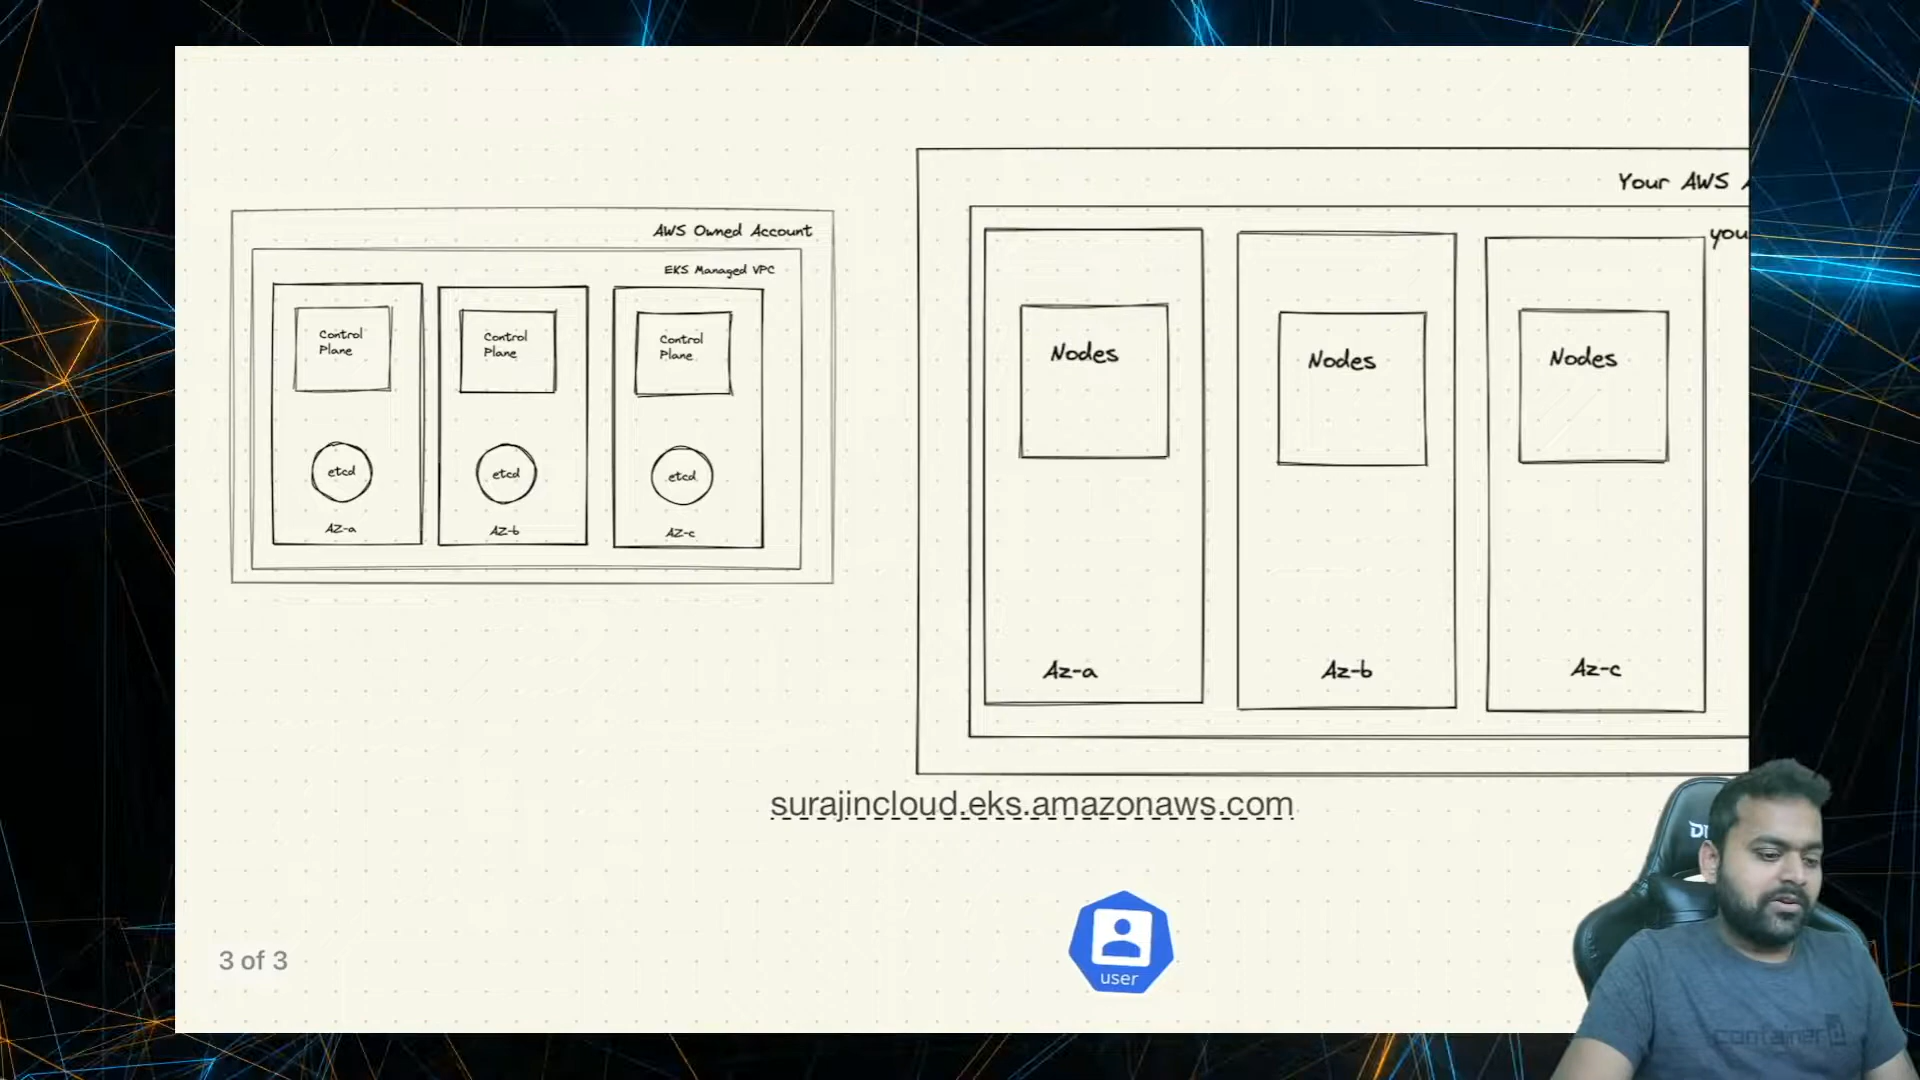 AWS Owned Account
EKS Managed VPC
Control
Plane
Control
Plane
Control
Plane
etcd
etcd
etcd
AZ-a
AZ-b
AZ-c
Your AWS
you
Nodes
Nodes
Nodes
Az-a
Az-b
Az-c
surajincloud.eks.amazonaws.com
user
3 of 3
container